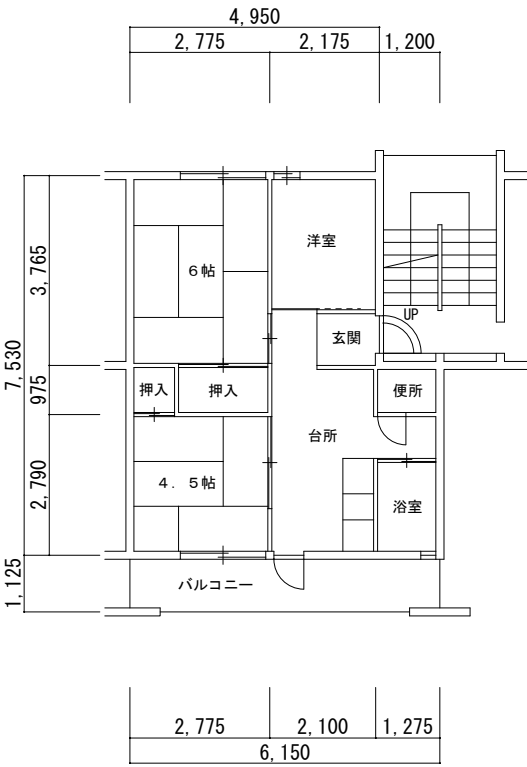 4,950
2,775
2,175
1,200
7,530
3,765
975
2,790
1,125
洋室
6帖
UP
玄関
押入
押入
便所
台所
4．5帖
浴室
バルコニー
2,775
2,100
1,275
6,150